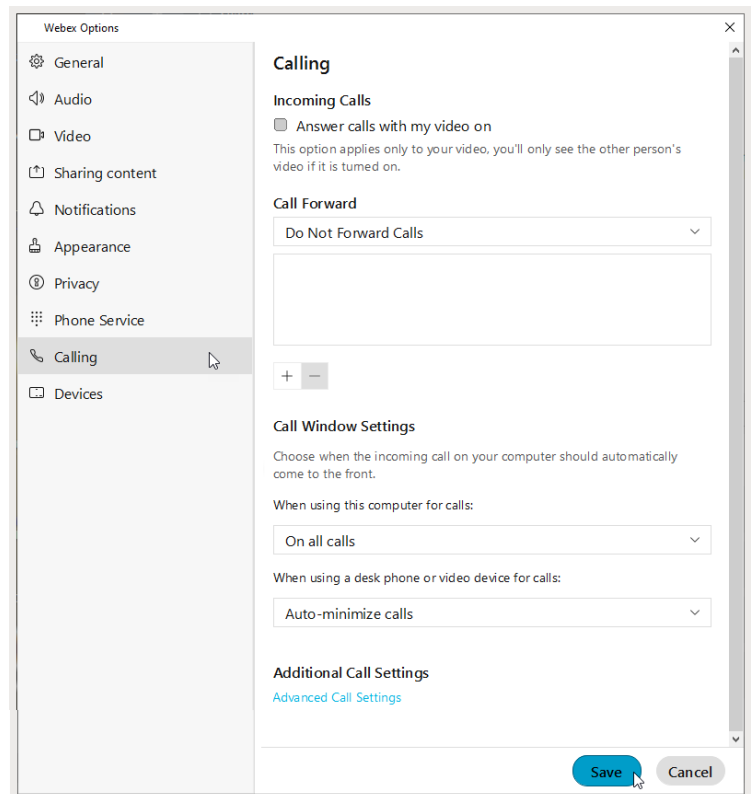 Webex Options
General
Audio
Video
Sharing content
Notifications
Appearance
Privacy
Phone Service
Calling
Devices
Calling
Incoming Calls
Answer calls with my video on
This option applies only to your video, you'll only see the other person's
video if it is turned on.
Call Forward
Do Not Forward Calls
Call Window Settings
Choose when the incoming call on your computer should automatically
come to the front.
When using this computer for calls:
On all calls
When using a desk phone or video device for calls:
Auto-minimize calls
Additional Call Settings
Advanced Call Settings
Save
Cancel